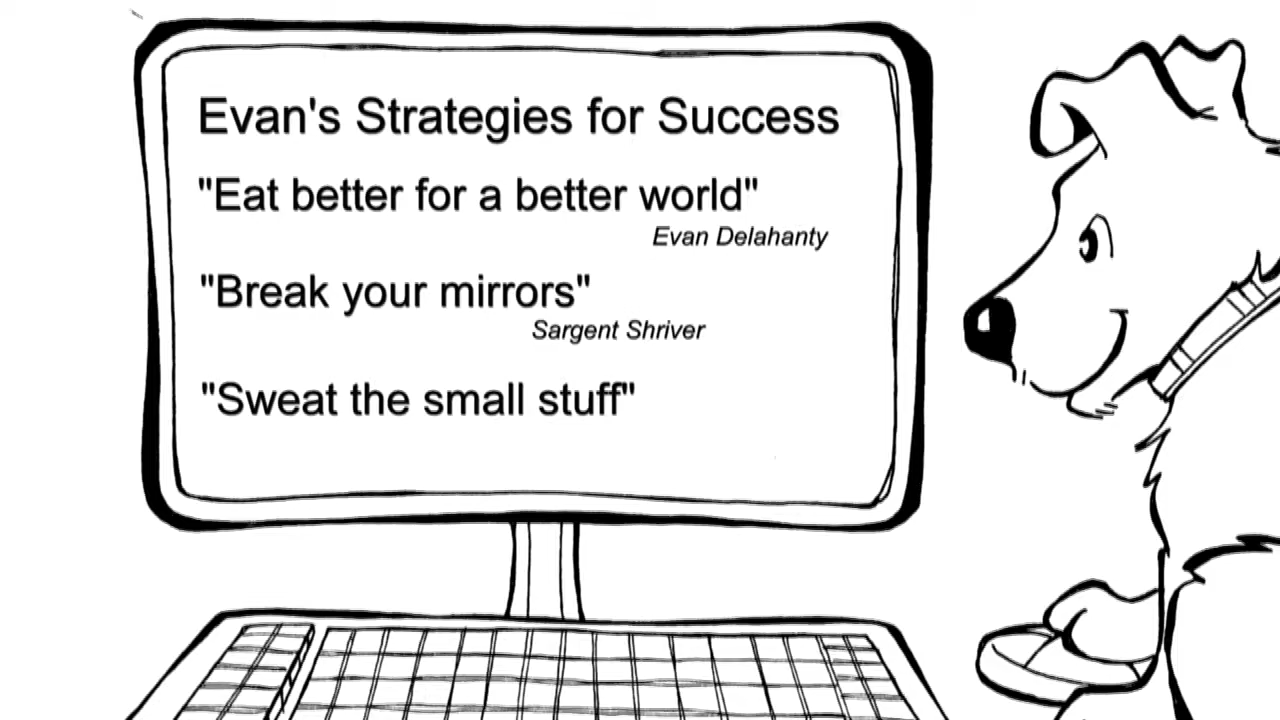 Evan's Strategies for Success
"Eat better for a better world"
Evan Delahanty
"Break your mirrors"
Sargent Shriver
"Sweat the small stuff"